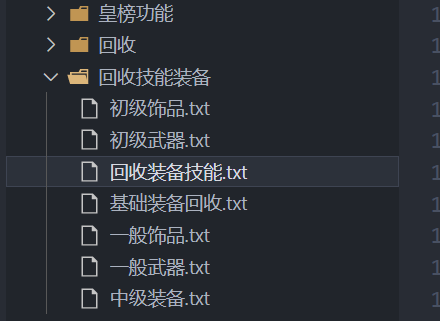 皇榜功能
回收
回收技能装备
初级饰品.txt
初级武器.txt
回收装备技能.txt
基础装备回收.txt
一般饰品.txt
一般武器.txt
中级装备.txt